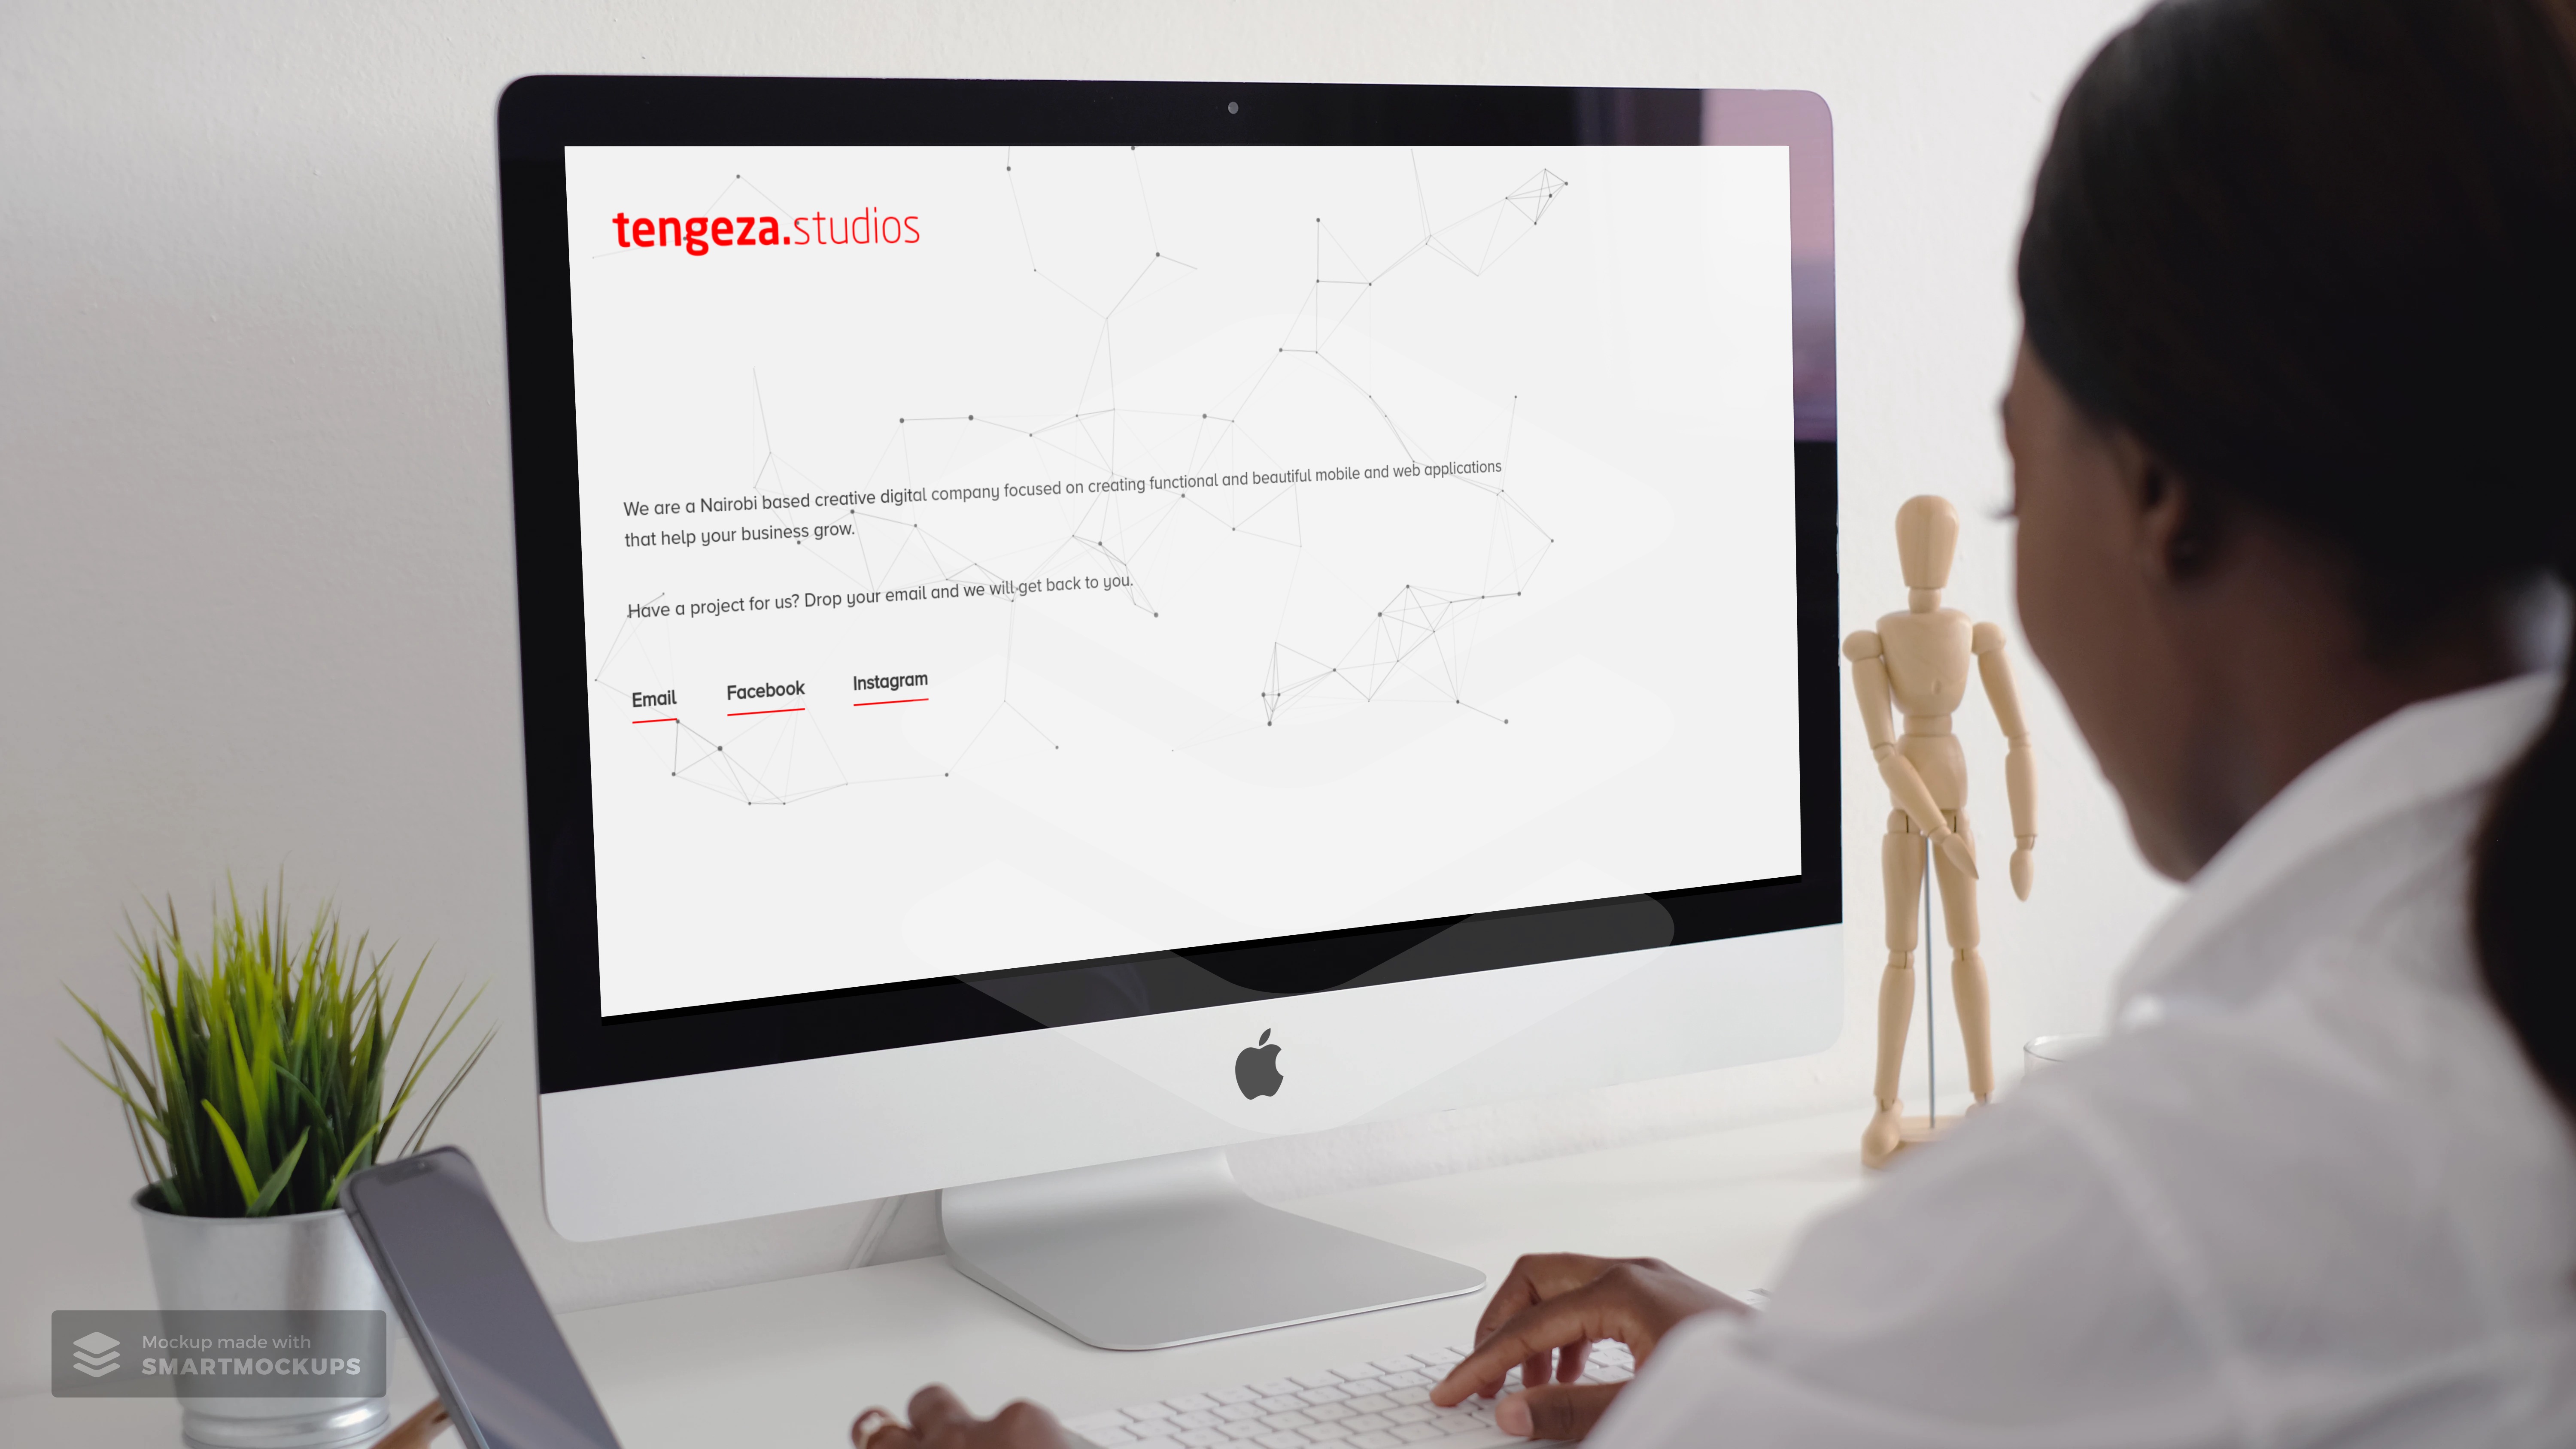 tengeza.studios
We are a Nairobi based creative digital company focused on creating functional and beautiful mobile and web applications
that help your business grow.
Have a project for us? Drop your email and we will get back to you.
Email Facebook Instagram
Mockup made with
SMARTMOCKUPS